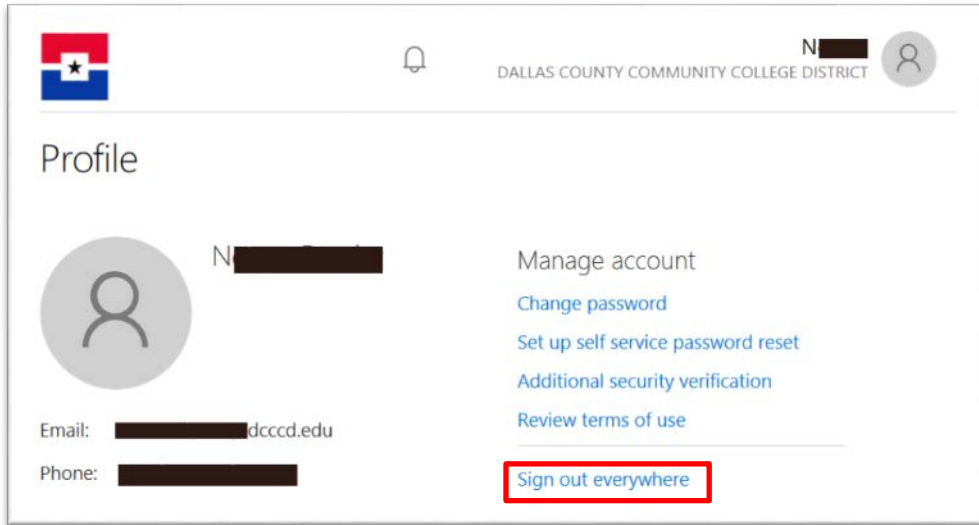 DALLAS COUNTY COMMUNITY COLLEGE DISTRICT
Profile
Manage account
Change password
Set up self service password reset
Additional security verification
Review terms of use
Email: dcccd.edu
Phone:
Sign out everywhere